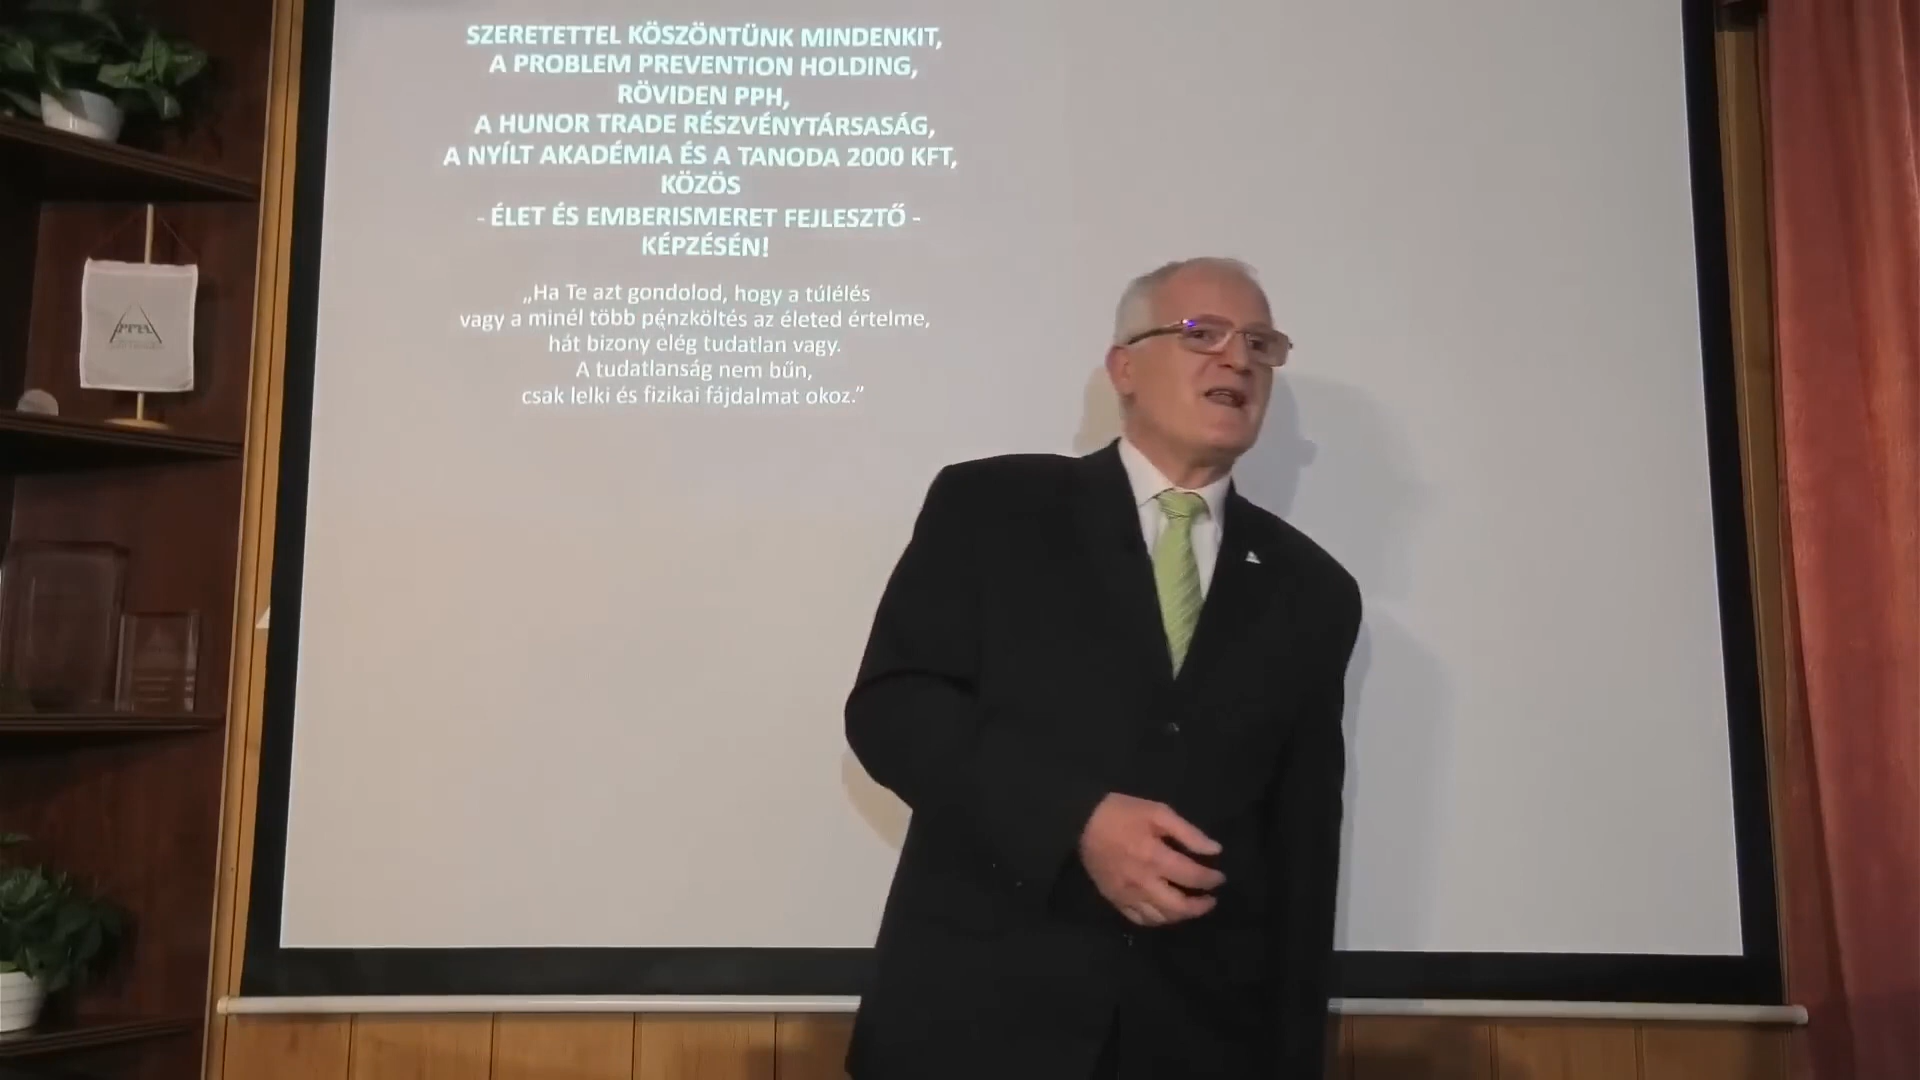 SZERETETTEL KÖSZÖNTÜNK MINDENKIT,
A PROBLEM PREVENTION HOLDING,
RÖVIDEN PPH,
A HUNOR TRADE RÉSZVÉNYTÁRSASÁG,
A NYÍLT AKADÉMIA ÉS A TANODA 2000 KFT,
KÖZÖS
- ÉLET ÉS EMBERISMERET FEJLESZTŐ -
KÉPZÉSÉN!
„Ha Te azt gondolod, hogy a túlélés
vagy a minél több pénzköltés az életed értelme,
hát bizony elég tudatlan vagy.
A tudatlanság nem bűn,
csak lelki és fizikai fájdalmat okoz.”